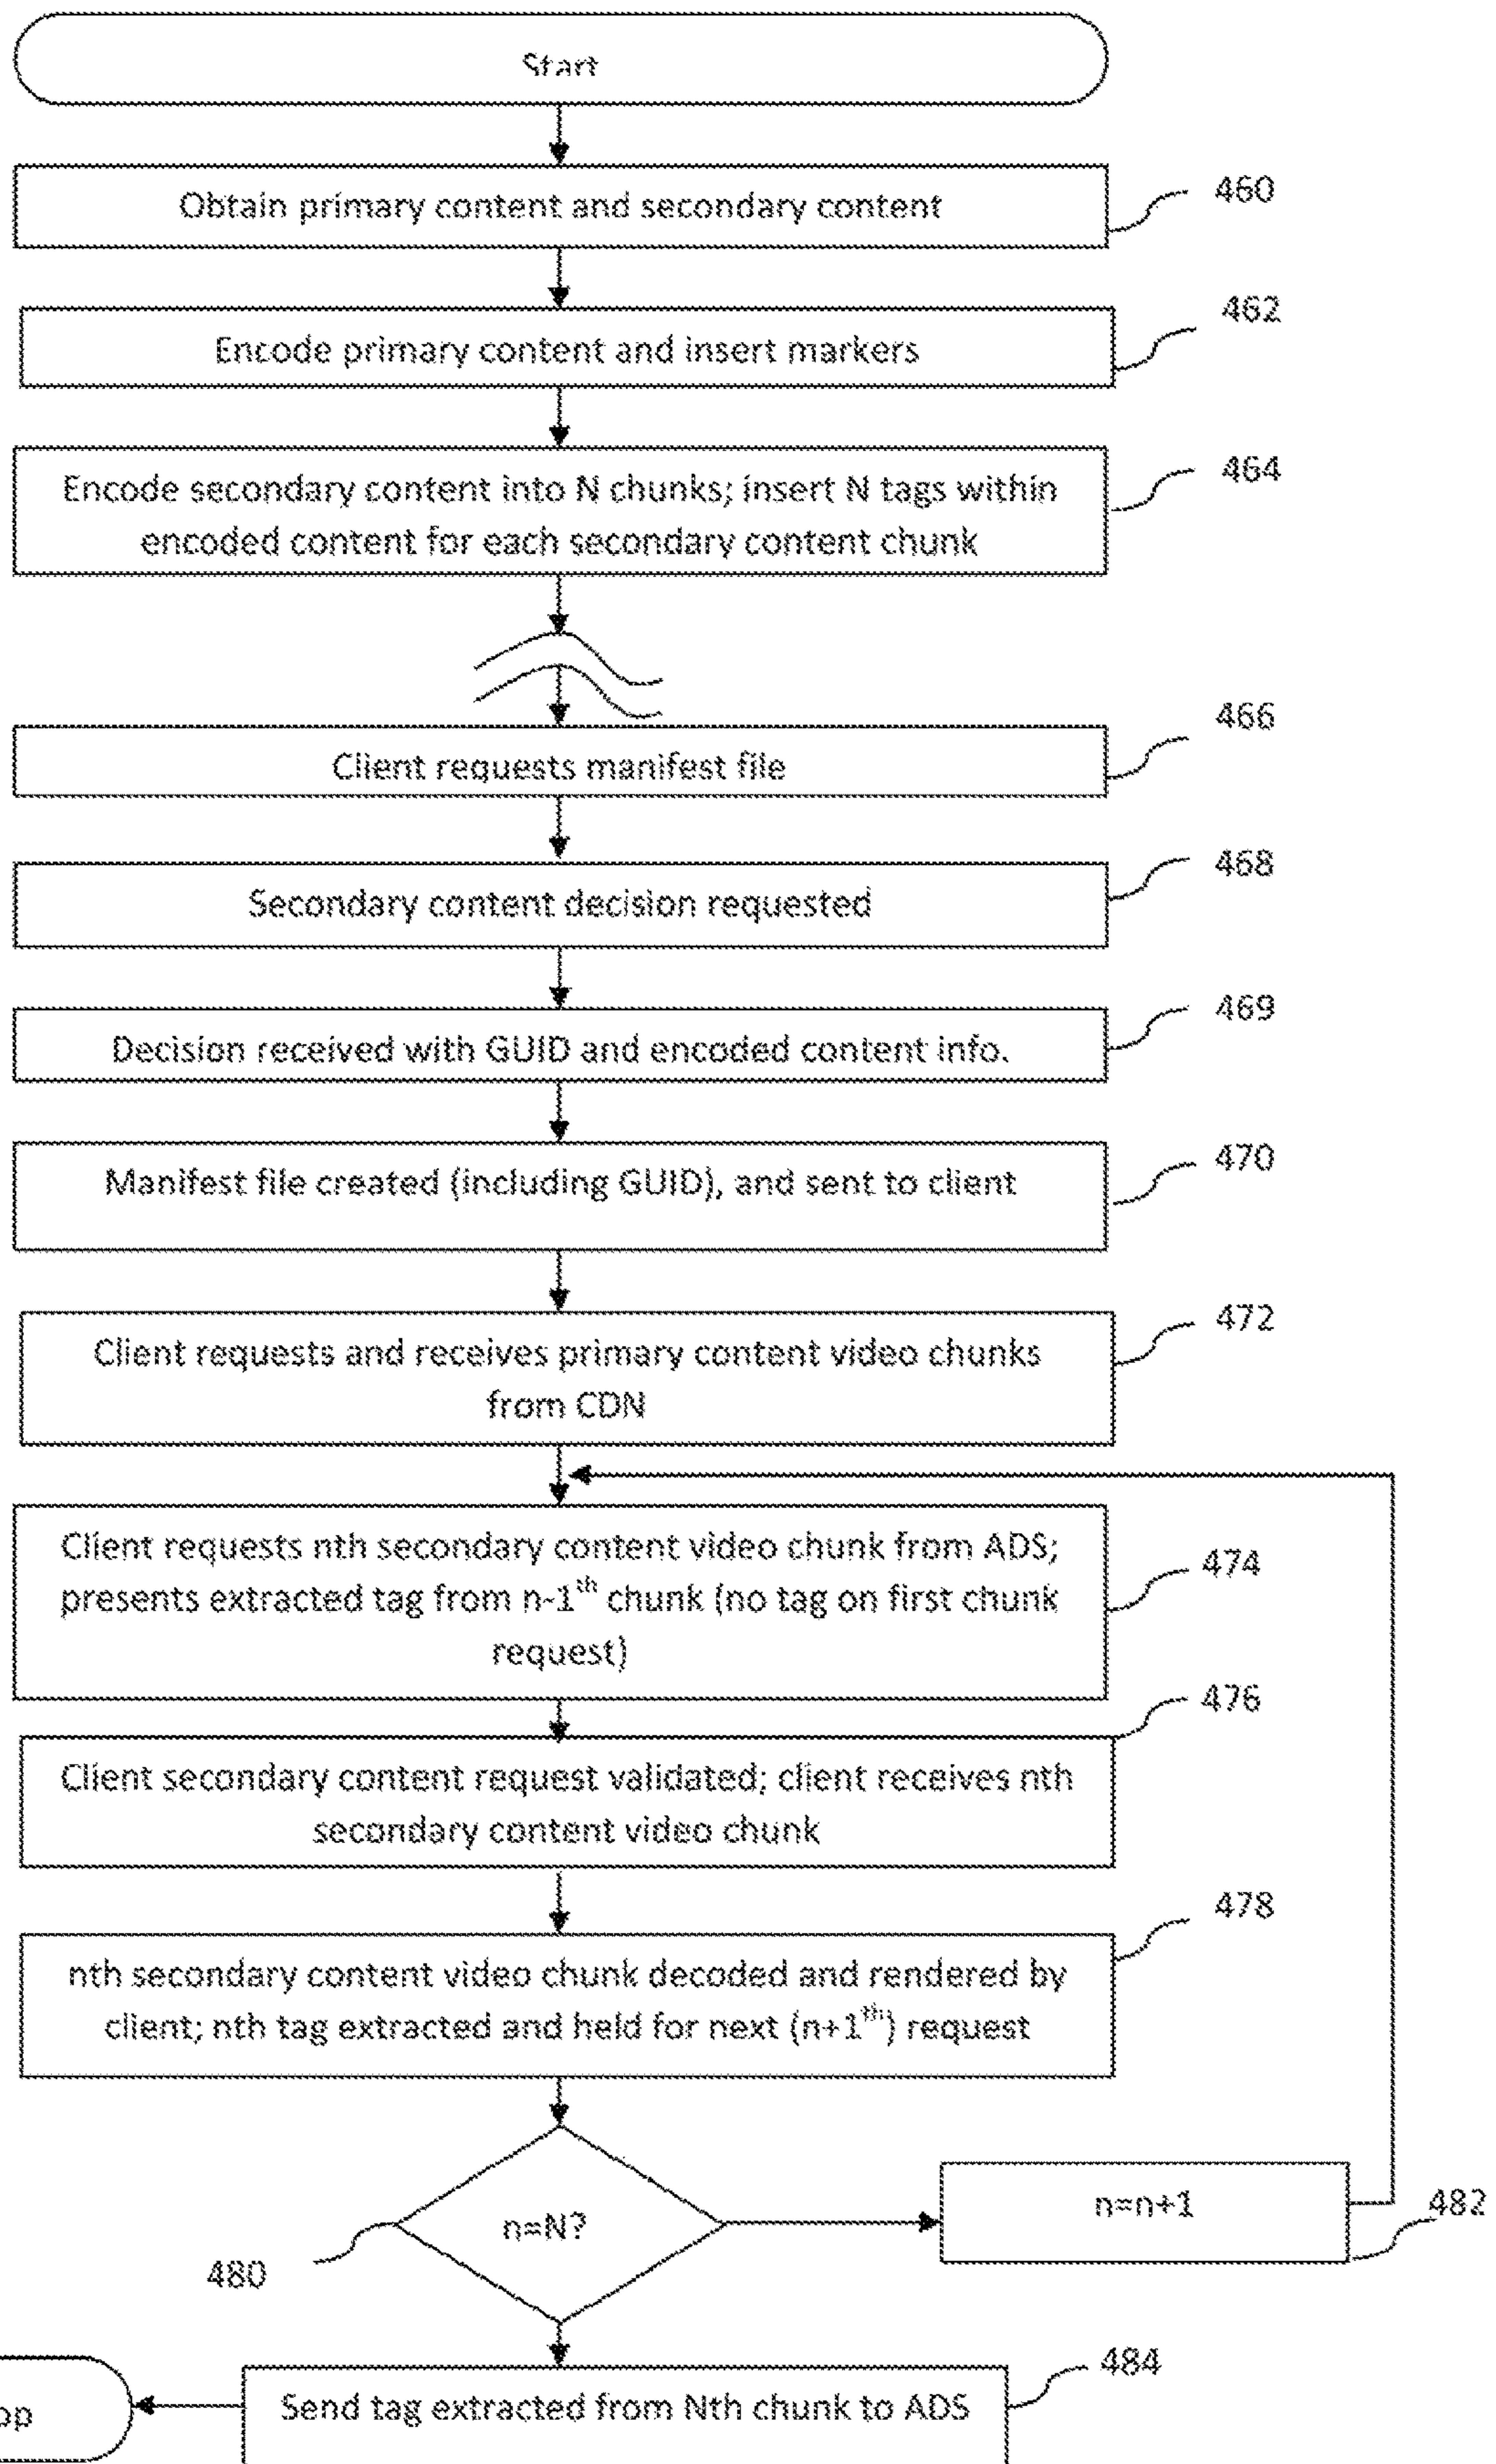 Start
Obtain primary content and secondary content
460
Encode primary content and insert markers
462
Encode secondary content into N chunks; insert N tags within
encoded content for each secondary content chunk
464
Client requests manifest file
466
Secondary content decision requested
468
Decision received with GUID and encoded content info.
469
Manifest file created (including GUID), and sent to client
470
Client requests and receives primary content video chunks
from CDN
472
Client requests nth secondary content video chunk from ADS;
presents extracted tag from n-1th chunk (no tag on first chunk
request)
474
Client secondary content request validated; client receives nth
secondary content video chunk
476
nth secondary content video chunk decoded and rendered by
client; nth tag extracted and held for next (n+1th) request
478
n=N?
480
n=n+1
482
Send tag extracted from Nth chunk to ADS
484
op